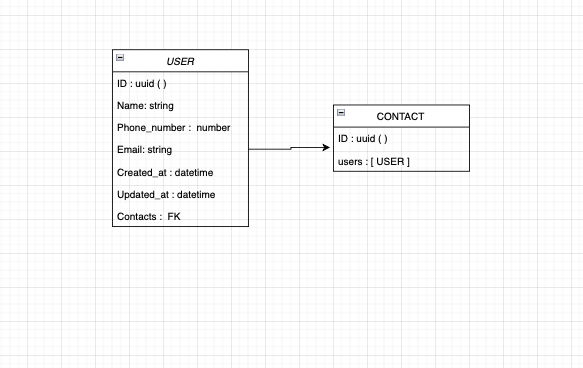 USER
ID : uuid ( )
Name: string
Phone_number : number
Email: string
Created_at : datetime
Updated_at : datetime
Contacts : FK
CONTACT
ID : uuid ( )
users : [ USER ]